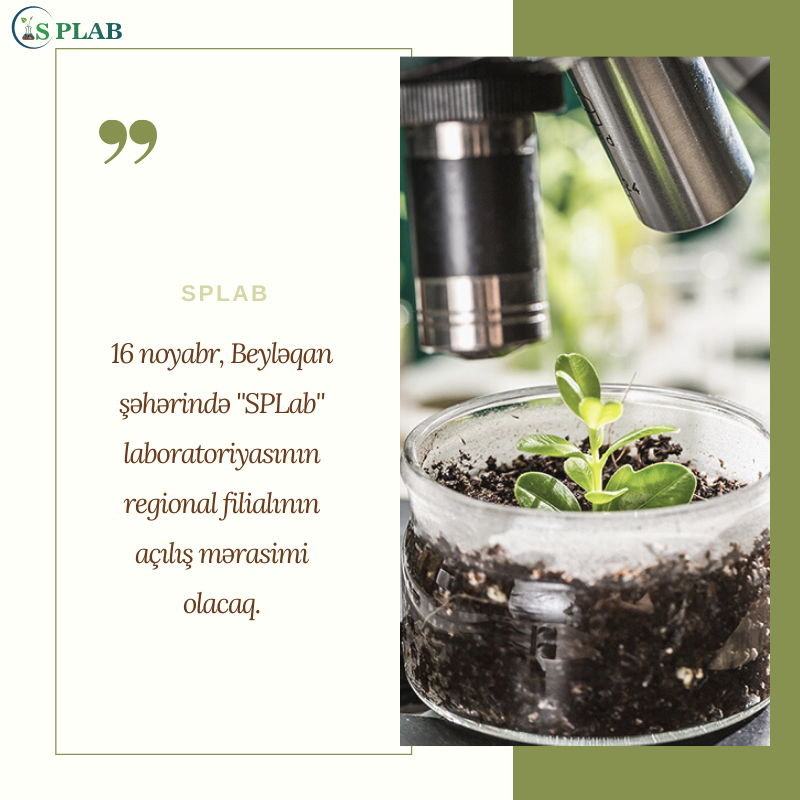 S PLAB
”
SPLAB
16 noyabr, Beyləqan
şəhərində "SPLab"
laboratoriyasının
regional filialının
açılış mərasimi
olacaq.